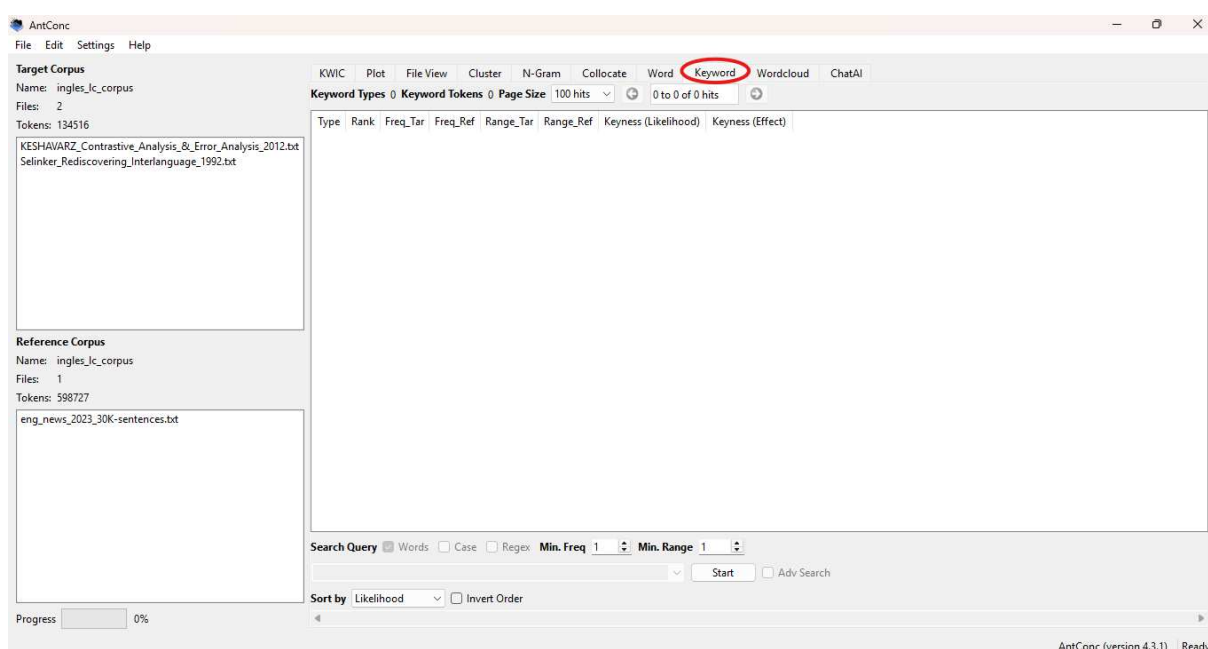 AntConc
File Edit Settings Help
Target Corpus
Name: ingles_lc_corpus
Files: 2
Tokens: 134516
KESHAVARZ_Contrastive_Analysis_&_Error_Analysis_2012.txt
Selinker_Rediscovering_Interlanguage_1992.txt
Reference Corpus
Name: ingles_lc_corpus
Files: 1
Tokens: 598727
eng_news_2023_30K-sentences.txt
Progress 0%
KWIC Plot File View Cluster N-Gram Collocate Word Keyword Wordcloud ChatAI
Keyword Types 0 Keyword Tokens 0 Page Size 100 hits 0 to 0 of 0 hits
Type Rank Freq_Tar Freq_Ref Range_Tar Range_Ref Keyness (Likelihood) Keyness (Effect)
Search Query Words Case Regex Min. Freq 1 Min. Range 1
Start Adv Search
Sort by Likelihood Invert Order
AntConc (version 4.3.1) Ready